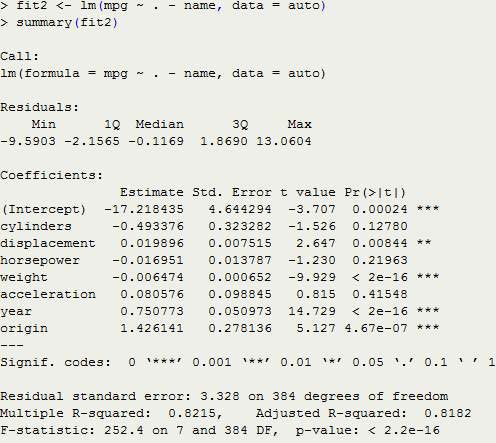 > fit2 <- lm(mpg ~ . - name, data = auto)
> summary(fit2)
Call:
lm(formula = mpg ~ . - name, data = auto)
Residuals:
    Min      1Q  Median      3Q     Max
-9.5903 -2.1565 -0.1169  1.8690 13.0604
Coefficients:
               Estimate Std. Error t value Pr(>|t|)
(Intercept)  -17.218435   4.644294  -3.707  0.00024 ***
cylinders     -0.493376   0.323282  -1.526  0.12780
displacement   0.019896   0.007515   2.647  0.00844 **
horsepower    -0.016951   0.013787  -1.230  0.21963
weight        -0.006474   0.000652  -9.929  < 2e-16 ***
acceleration   0.080576   0.098845   0.815  0.41548
year           0.750773   0.050973  14.729  < 2e-16 ***
origin         1.426141   0.278136   5.127 4.67e-07 ***
---
Signif. codes:  0 ‘***’ 0.001 ‘**’ 0.01 ‘*’ 0.05 ‘.’ 0.1 ‘ ’ 1
Residual standard error: 3.328 on 384 degrees of freedom
Multiple R-squared:  0.8215,    Adjusted R-squared:  0.8182
F-statistic: 252.4 on 7 and 384 DF,  p-value: < 2.2e-16